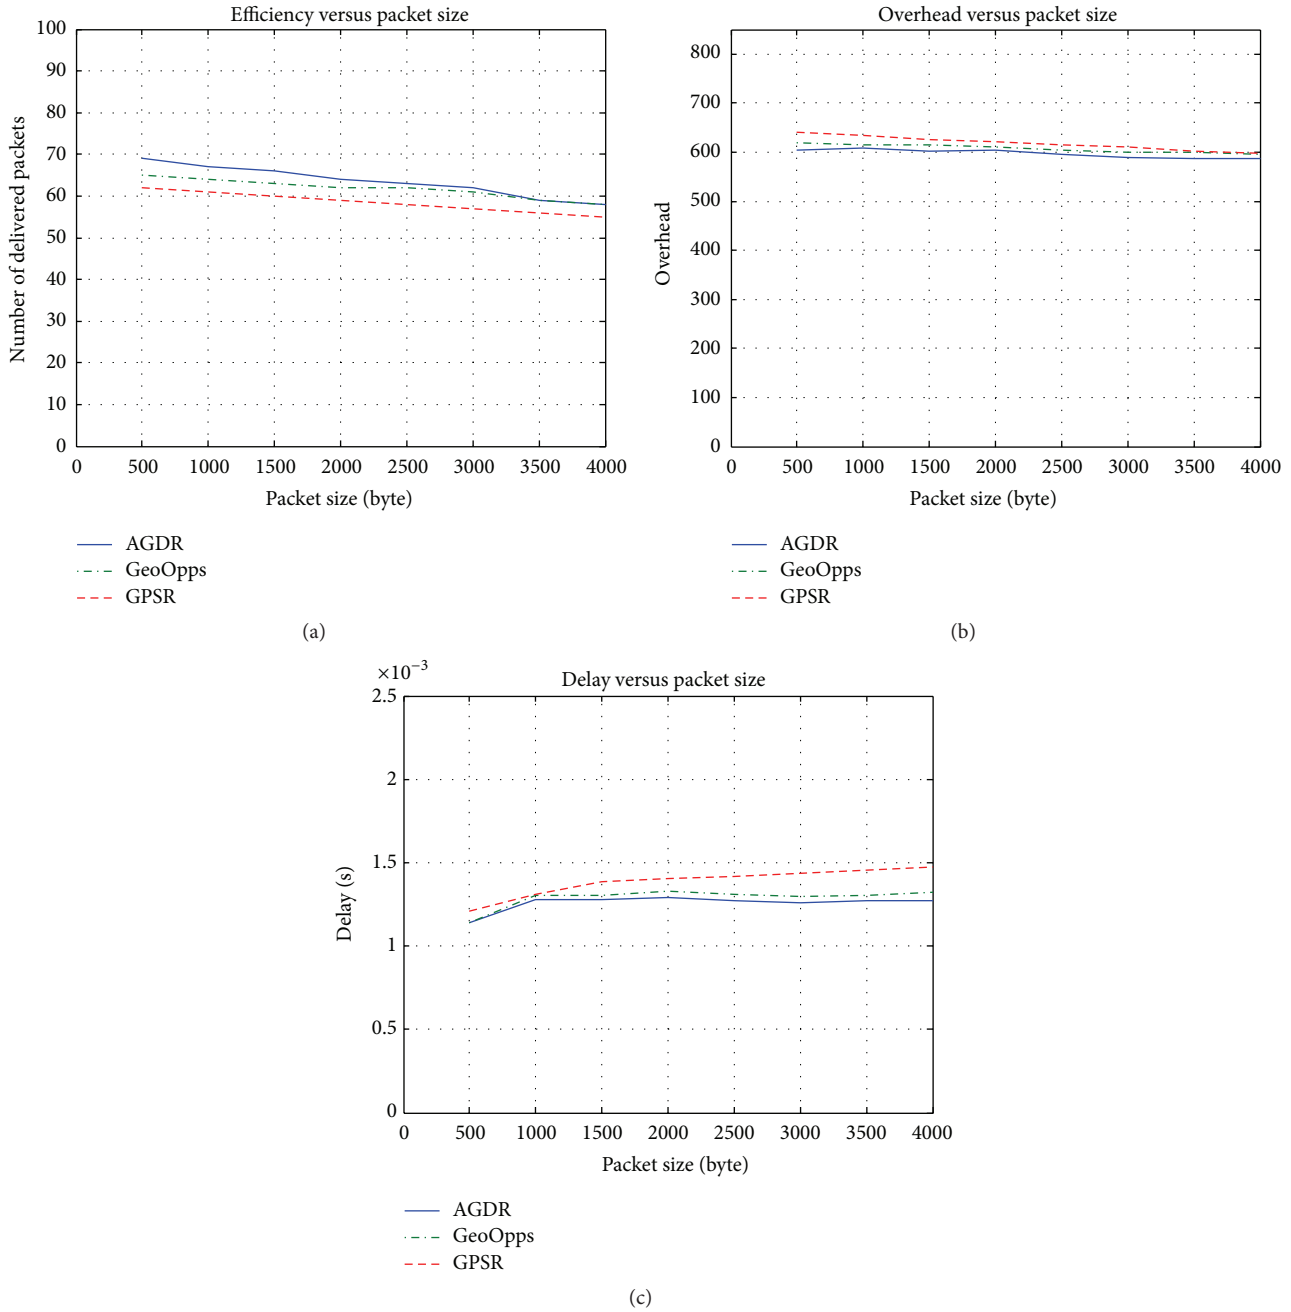 Efficiency versus packet size
100
90
80
70
60
50
40
30
20
10
0
Number of delivered packets
0 500 1000 1500 2000 2500 3000 3500 4000
Packet size (byte)
AGDR
GeoOpps
GPSR
(a)
Overhead versus packet size
800
700
600
500
400
300
200
100
0
Overhead
0 500 1000 1500 2000 2500 3000 3500 4000
Packet size (byte)
AGDR
GeoOpps
GPSR
(b)
×10−3
Delay versus packet size
2.5
2
1.5
1
0.5
0
Delay (s)
0 500 1000 1500 2000 2500 3000 3500 4000
Packet size (byte)
AGDR
GeoOpps
GPSR
(c)